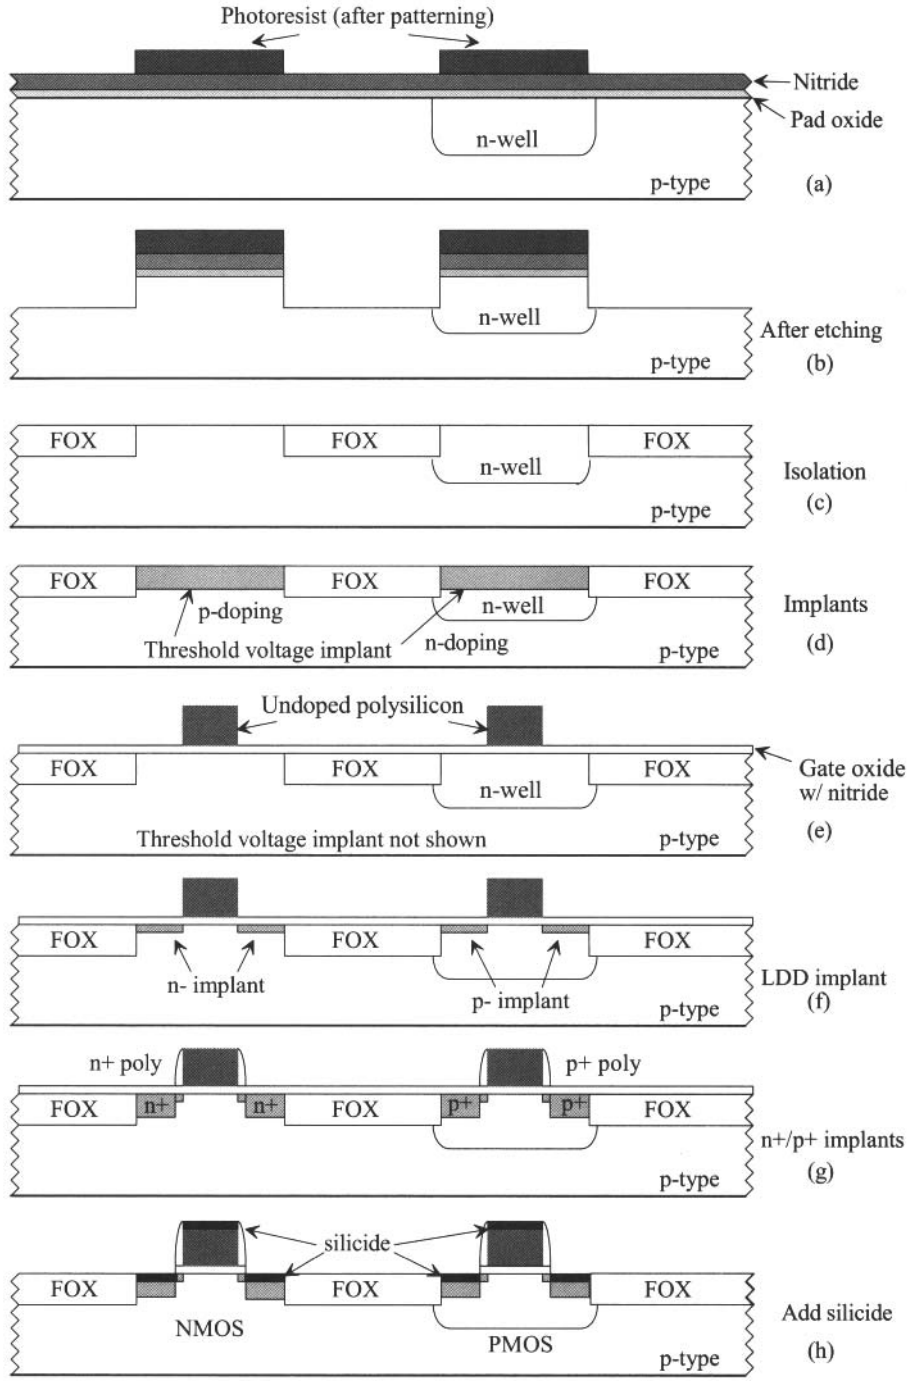 Photoresist (after patterning)
Nitride
Pad oxide
n-well
p-type
(a)
n-well
After etching
p-type
(b)
FOX FOX FOX
n-well
Isolation
p-type
(c)
FOX FOX FOX
p-doping
n-well
Implants
Threshold voltage implant
n-doping
p-type
(d)
Undoped polysilicon
FOX FOX FOX
Gate oxide
w/ nitride
n-well
Threshold voltage implant not shown
p-type
(e)
FOX FOX FOX
n- implant
p- implant
LDD implant
p-type
(f)
n+ poly
p+ poly
FOX n+ n+ FOX p+ p+ FOX
n+/p+ implants
p-type
(g)
silicide
FOX FOX FOX
Add silicide
NMOS
PMOS
p-type
(h)